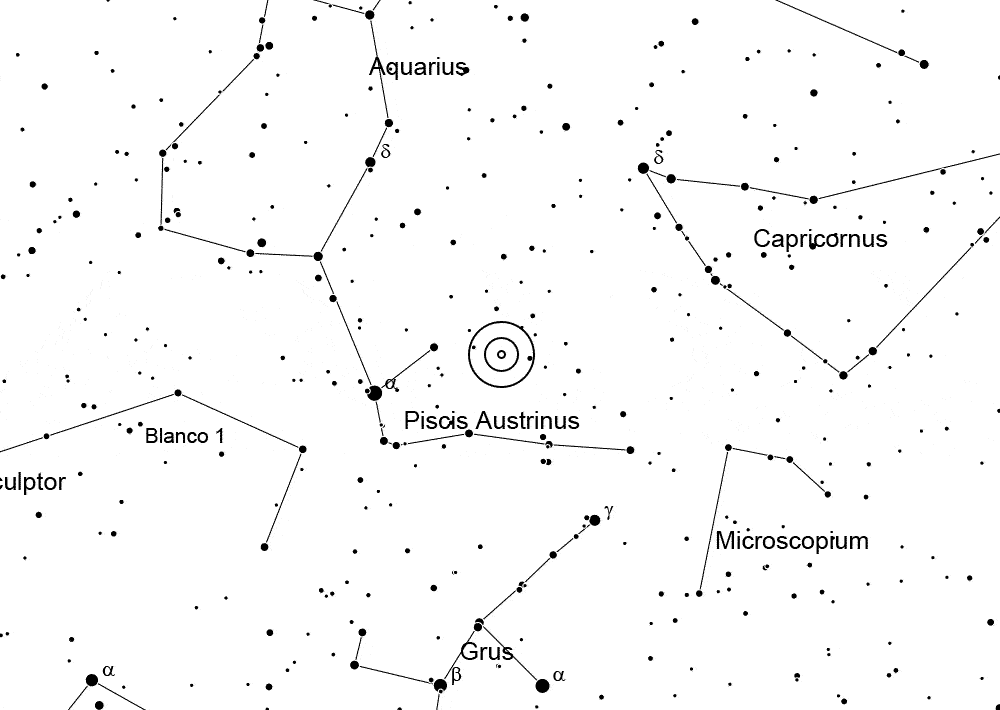 Aquarius
δ
δ
Capricornus
α
Piscis Austrinus
Blanco 1
culptor
γ
Microscopium
Grus
α
β
α